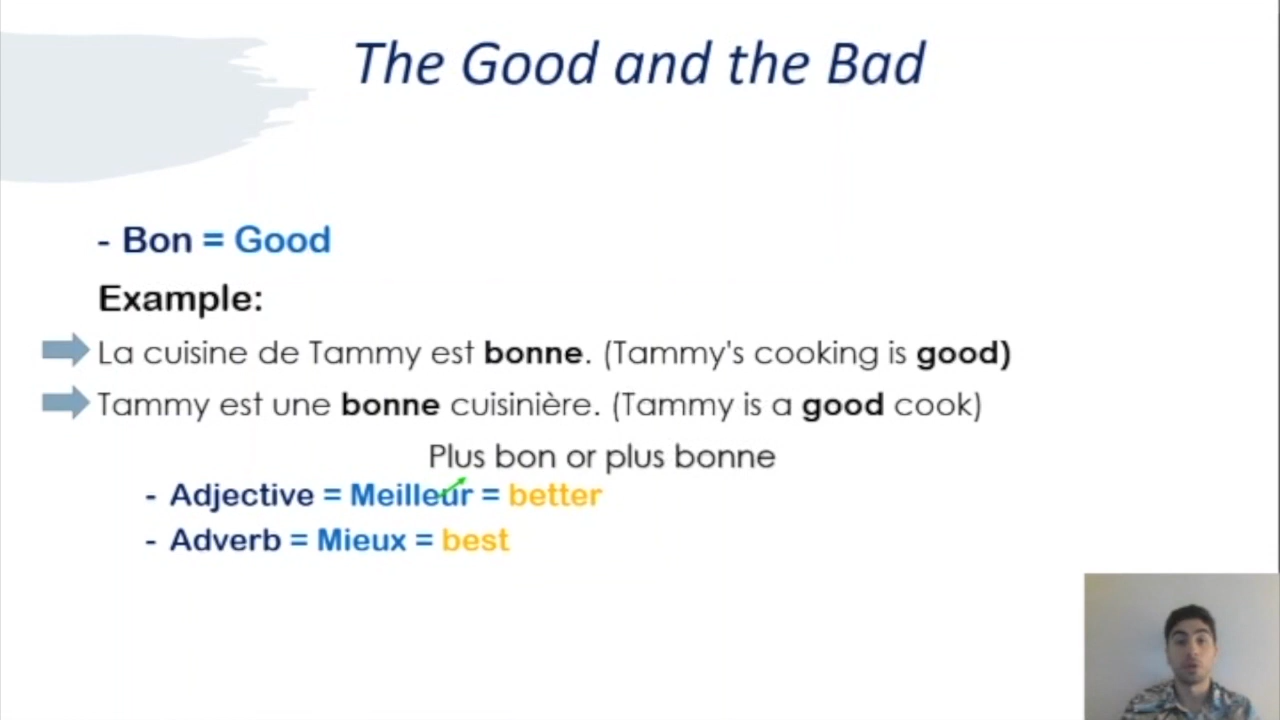 The Good and the Bad
- Bon = Good
Example:
La cuisine de Tammy est bonne. (Tammy's cooking is good)
Tammy est une bonne cuisinière. (Tammy is a good cook)
Plus bon or plus bonne
- Adjective = Meilleur = better
- Adverb = Mieux = best